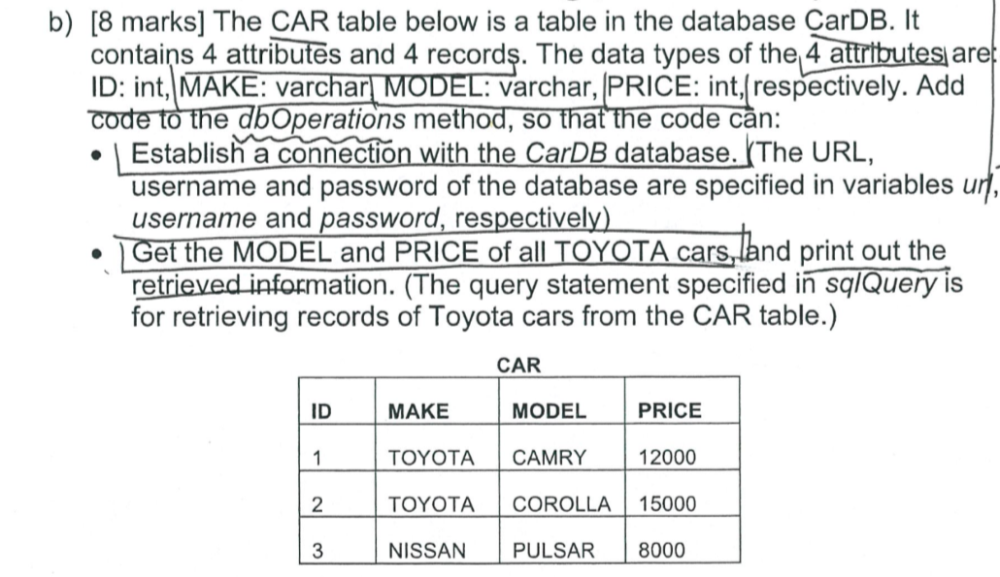 b) [8 marks] The CAR table below is a table in the database CarDB. It
contains 4 attributes and 4 records. The data types of the 4 attributes are:
ID: int, MAKE: varchar, MODEL: varchar, PRICE: int, respectively. Add
code to the dbOperations method, so that the code can:
• Establish a connection with the CarDB database. (The URL,
username and password of the database are specified in variables url,
username and password, respectively)
• Get the MODEL and PRICE of all TOYOTA cars, and print out the
retrieved information. (The query statement specified in sqlQuery is
for retrieving records of Toyota cars from the CAR table.)
CAR
ID MAKE MODEL PRICE
1 TOYOTA CAMRY 12000
2 TOYOTA COROLLA 15000
3 NISSAN PULSAR 8000